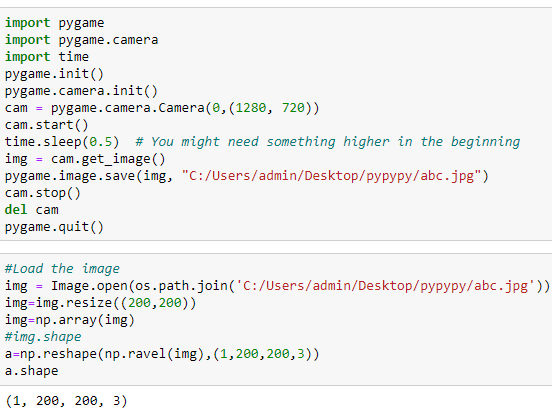 import pygame
import pygame.camera
import time
pygame.init()
pygame.camera.init()
cam = pygame.camera.Camera(0,(1280, 720))
cam.start()
time.sleep(0.5)  # You might need something higher in the beginning
img = cam.get_image()
pygame.image.save(img, "C:/Users/admin/Desktop/pypypy/abc.jpg")
cam.stop()
del cam
pygame.quit()
#Load the image
img = Image.open(os.path.join('C:/Users/admin/Desktop/pypypy/abc.jpg'))
img=img.resize((200,200))
img=np.array(img)
#img.shape
a=np.reshape(np.ravel(img),(1,200,200,3))
a.shape
(1, 200, 200, 3)